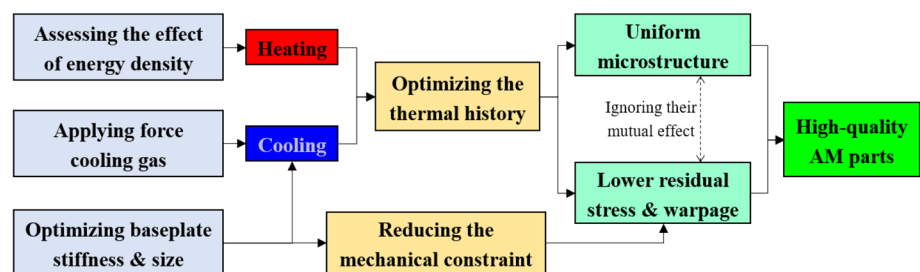 Assessing the effect
of energy density
Heating
Applying force
cooling gas
Cooling
Optimizing baseplate
stiffness & size
Optimizing the
thermal history
Reducing the
mechanical constraint
Uniform
microstructure
Ignoring their
mutual effect
Lower residual
stress & warpage
High-quality
AM parts